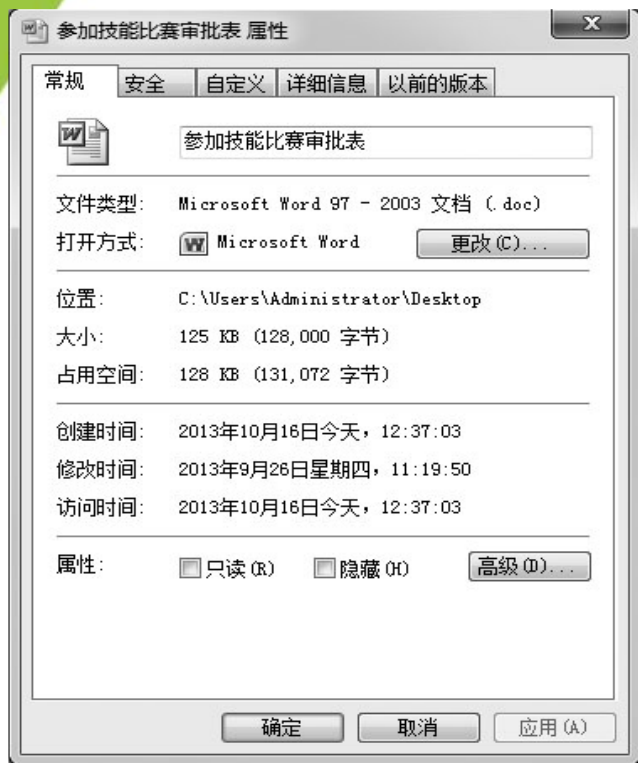 参加技能比赛审批表 属性
常规 安全 自定义 详细信息 以前的版本
参加技能比赛审批表
文件类型: Microsoft Word 97 - 2003 文档 (.doc)
打开方式: Microsoft Word 更改(C)...
位置: C:\Users\Administrator\Desktop
大小: 125 KB (128,000 字节)
占用空间: 128 KB (131,072 字节)
创建时间: 2013年10月16日今天，12:37:03
修改时间: 2013年9月26日星期四，11:19:50
访问时间: 2013年10月16日今天，12:37:03
属性: 只读(R) 隐藏(H) 高级(D)...
确定 取消 应用(A)